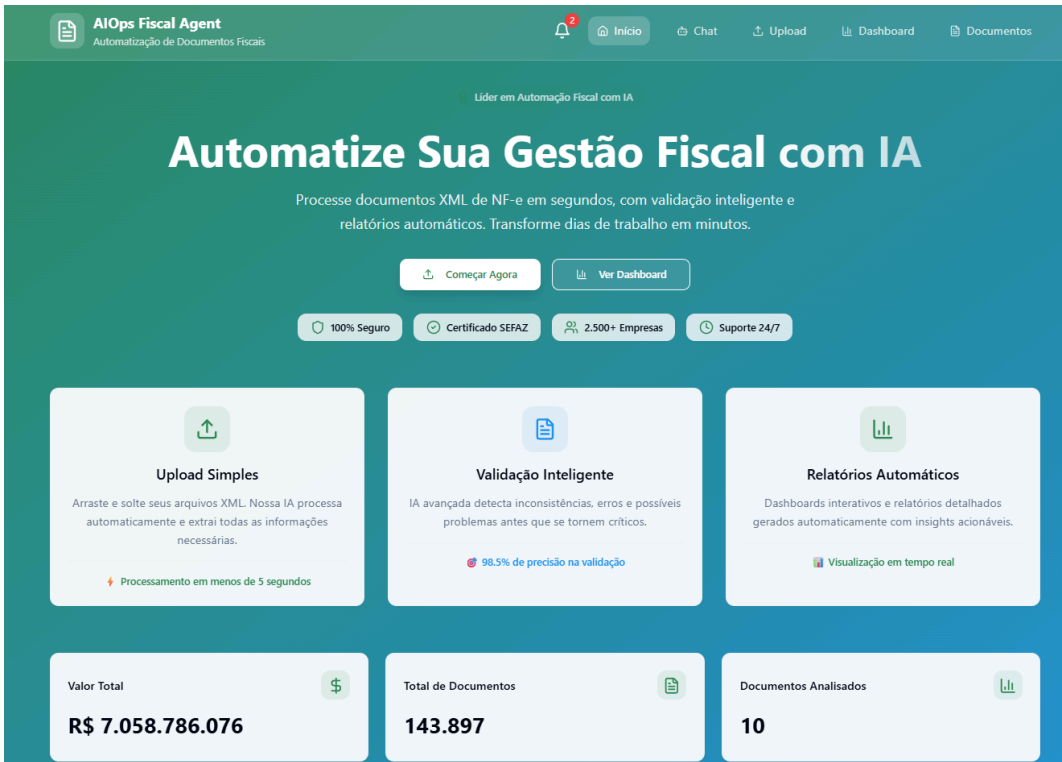 AIOps Fiscal Agent
Automatização de Documentos Fiscais
2
Início
Chat
Upload
Dashboard
Documentos
Líder em Automação Fiscal com IA
Automatize Sua Gestão Fiscal com IA
Processe documentos XML de NF-e em segundos, com validação inteligente e
relatórios automáticos. Transforme dias de trabalho em minutos.
Começar Agora
Ver Dashboard
100% Seguro
Certificado SEFAZ
2.500+ Empresas
Suporte 24/7
Upload Simples
Arraste e solte seus arquivos XML. Nossa IA processa
automaticamente e extrai todas as informações
necessárias.
Processamento em menos de 5 segundos
Validação Inteligente
IA avançada detecta inconsistências, erros e possíveis
problemas antes que se tornem críticos.
98.5% de precisão na validação
Relatórios Automáticos
Dashboards interativos e relatórios detalhados
gerados automaticamente com insights acionáveis.
Visualização em tempo real
Valor Total
R$ 7.058.786.076
Total de Documentos
143.897
Documentos Analisados
10